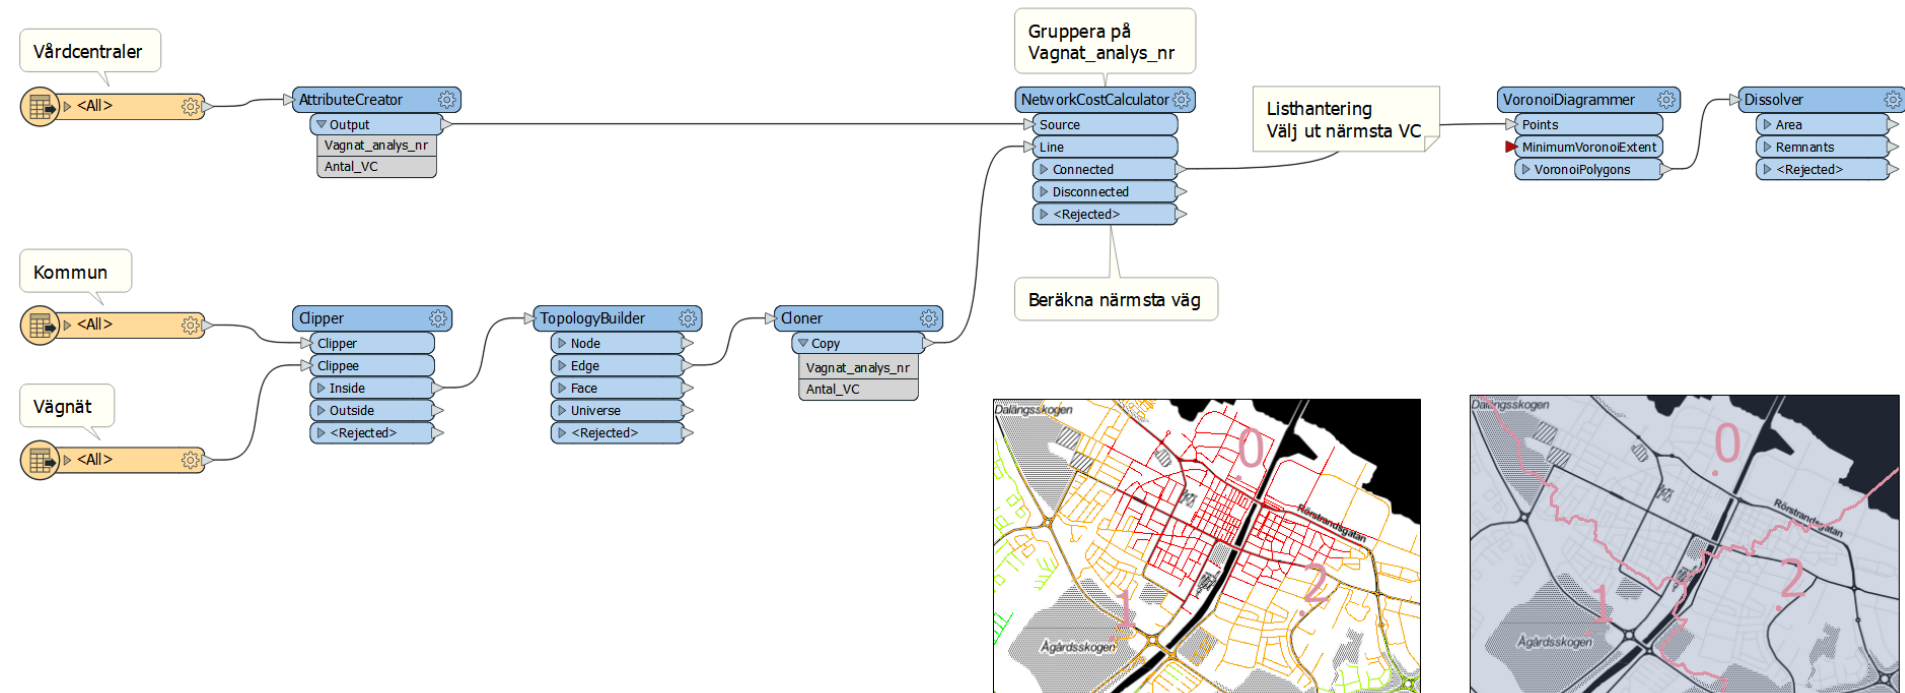 Vårdcentraler
<All>
AttributeCreator
Output
Vagnat_analys_nr
Antal_VC
Gruppera på
Vagnat_analys_nr
NetworkCostCalculator
Source
Line
Connected
Disconnected
<Rejected>
Beräkna närmsta väg
Listhantering
Välj ut närmsta VC
VoronoiDiagrammer
Points
MinimumVoronoiExtent
VoronoiPolygons
Dissolver
Area
Remnants
<Rejected>
Kommun
<All>
Vägnät
<All>
Clipper
Clipper
Clippee
Inside
Outside
<Rejected>
TopologyBuilder
Node
Edge
Face
Universe
<Rejected>
Cloner
Copy
Vagnat_analys_nr
Antal_VC
Dalängsskogen
0
Rörstrandsgatan
2
1
Ågårdsskogen
Dalängsskogen
0
Rörstrandsgatan
2
1
Ågårdsskogen